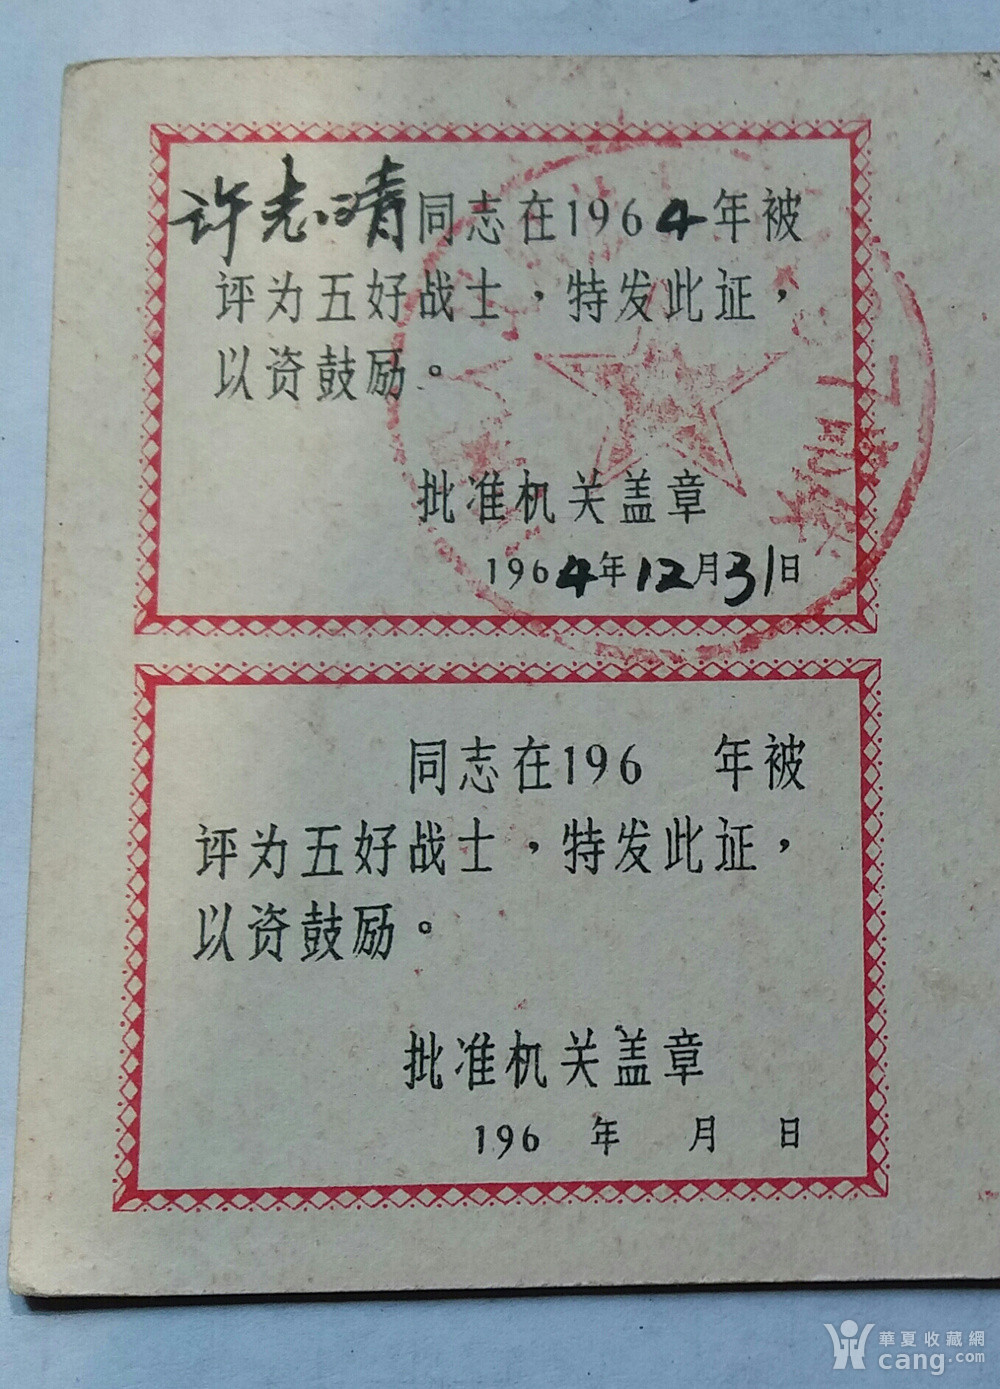 许志晴同志在1964年被
评为五好战士，特发此证，
以资鼓励。
批准机关盖章
1964年12月31日
同志在196 年被
评为五好战士，特发此证，
以资鼓励。
批准机关盖章
196 年 月 日
華夏收藏網
cang.com